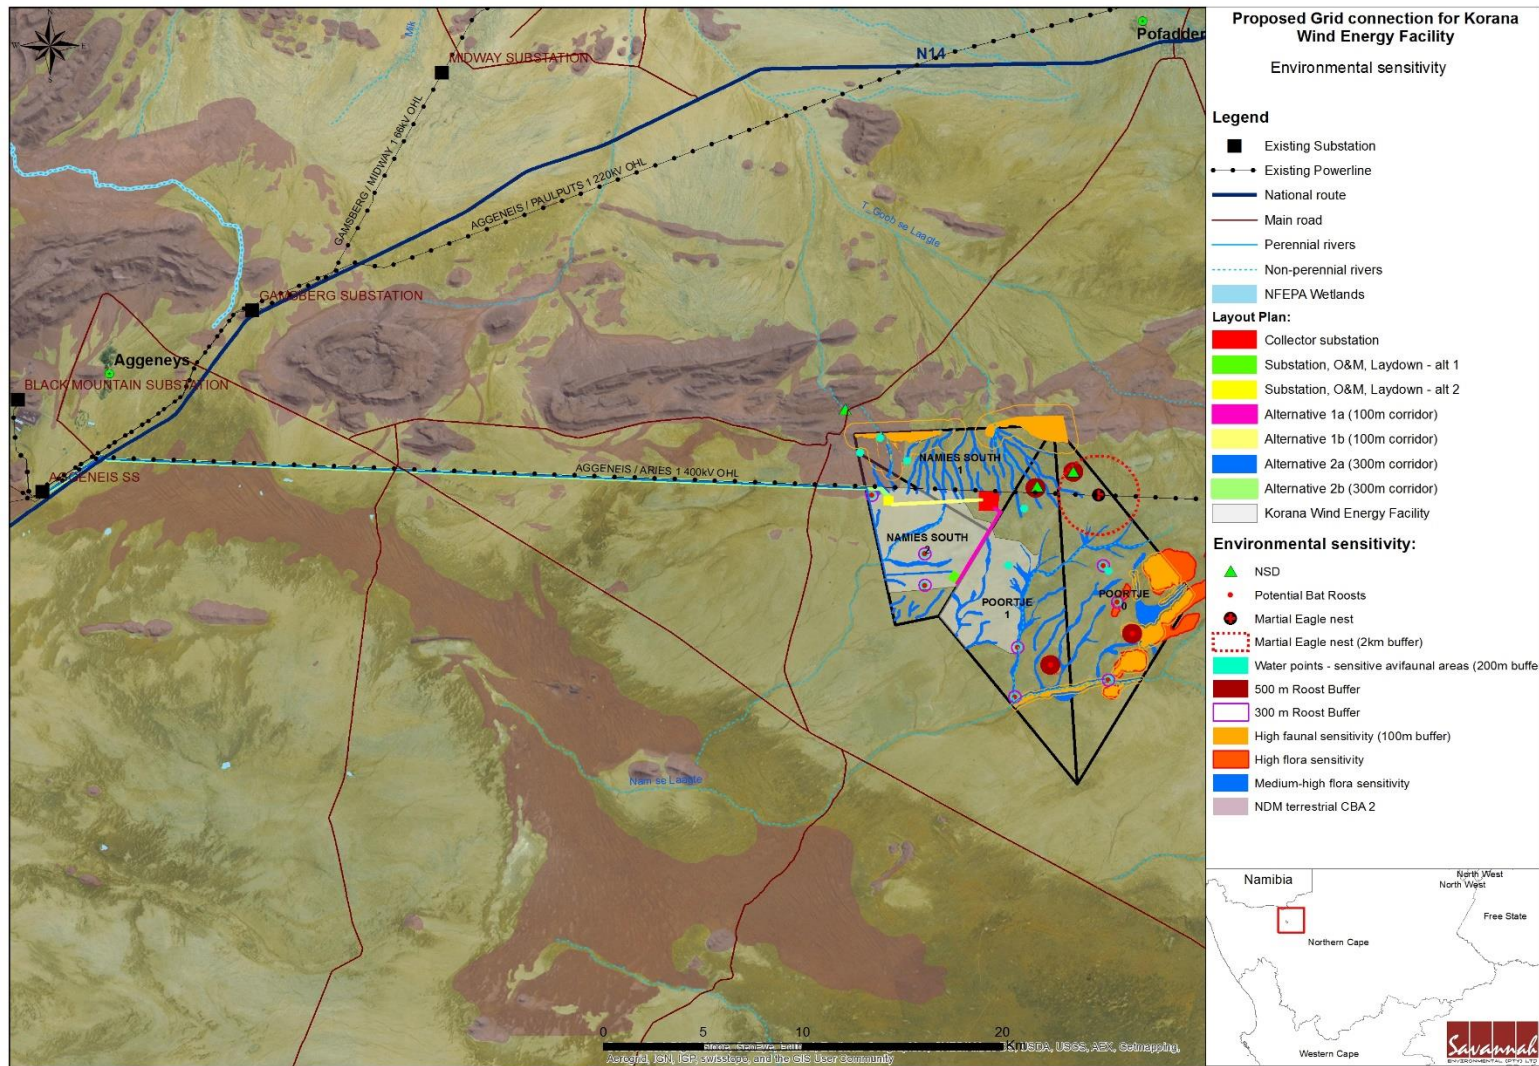 Proposed Grid connection for Korana
Wind Energy Facility
Environmental sensitivity
Legend
Existing Substation
Existing Powerline
National route
Main road
Perennial rivers
Non-perennial rivers
NFEPA Wetlands
Layout Plan:
Collector substation
Substation, O&M, Laydown - alt 1
Substation, O&M, Laydown - alt 2
Alternative 1a (100m corridor)
Alternative 1b (100m corridor)
Alternative 2a (300m corridor)
Alternative 2b (300m corridor)
Korana Wind Energy Facility
Environmental sensitivity:
NSD
Potential Bat Roosts
Martial Eagle nest
Martial Eagle nest (2km buffer)
Water points - sensitive avifaunal areas (200m buffe
500 m Roost Buffer
300 m Roost Buffer
High faunal sensitivity (100m buffer)
High flora sensitivity
Medium-high flora sensitivity
NDM terrestrial CBA 2
Namibia
North West
North West
Free State
Northern Cape
Western Cape
Savannah
ENVIRONMENTAL (PTY) LTD
N
W
E
S
Mik
Pofadder
N14
MIDWAY SUBSTATION
GAMSBERG / MIDWAY 1 66kV OHL
AGGENEIS / PAULPUTS 1 220kV OHL
T. Goob se Laagte
GAMSBERG SUBSTATION
Aggeneys
BLACK MOUNTAIN SUBSTATION
AGGENEIS SS
AGGENEIS / ARIES 1 400kV OHL
NAMIES SOUTH
1
NAMIES SOUTH
2
POORTJE
1
POORTJE
0
Nam se Laagte
0 5 10 20
Km
USDA, USGS, AEX, Getmapping,
Aerogrid, IGN, IGP, swisstopo, and the GIS User Community